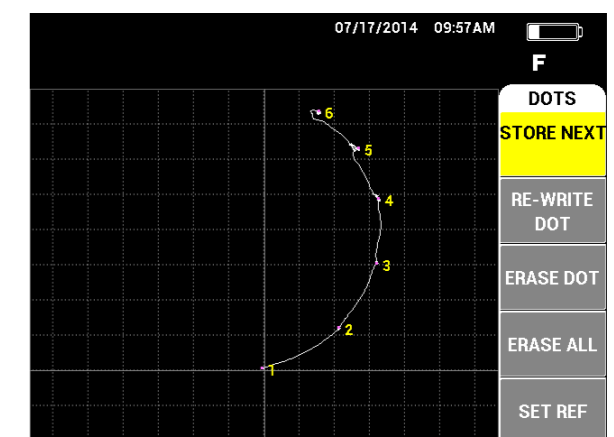 07/17/2014 09:57AM
F
DOTS
STORE NEXT
6
5
RE-WRITE
DOT
4
3
ERASE DOT
2
ERASE ALL
1
SET REF